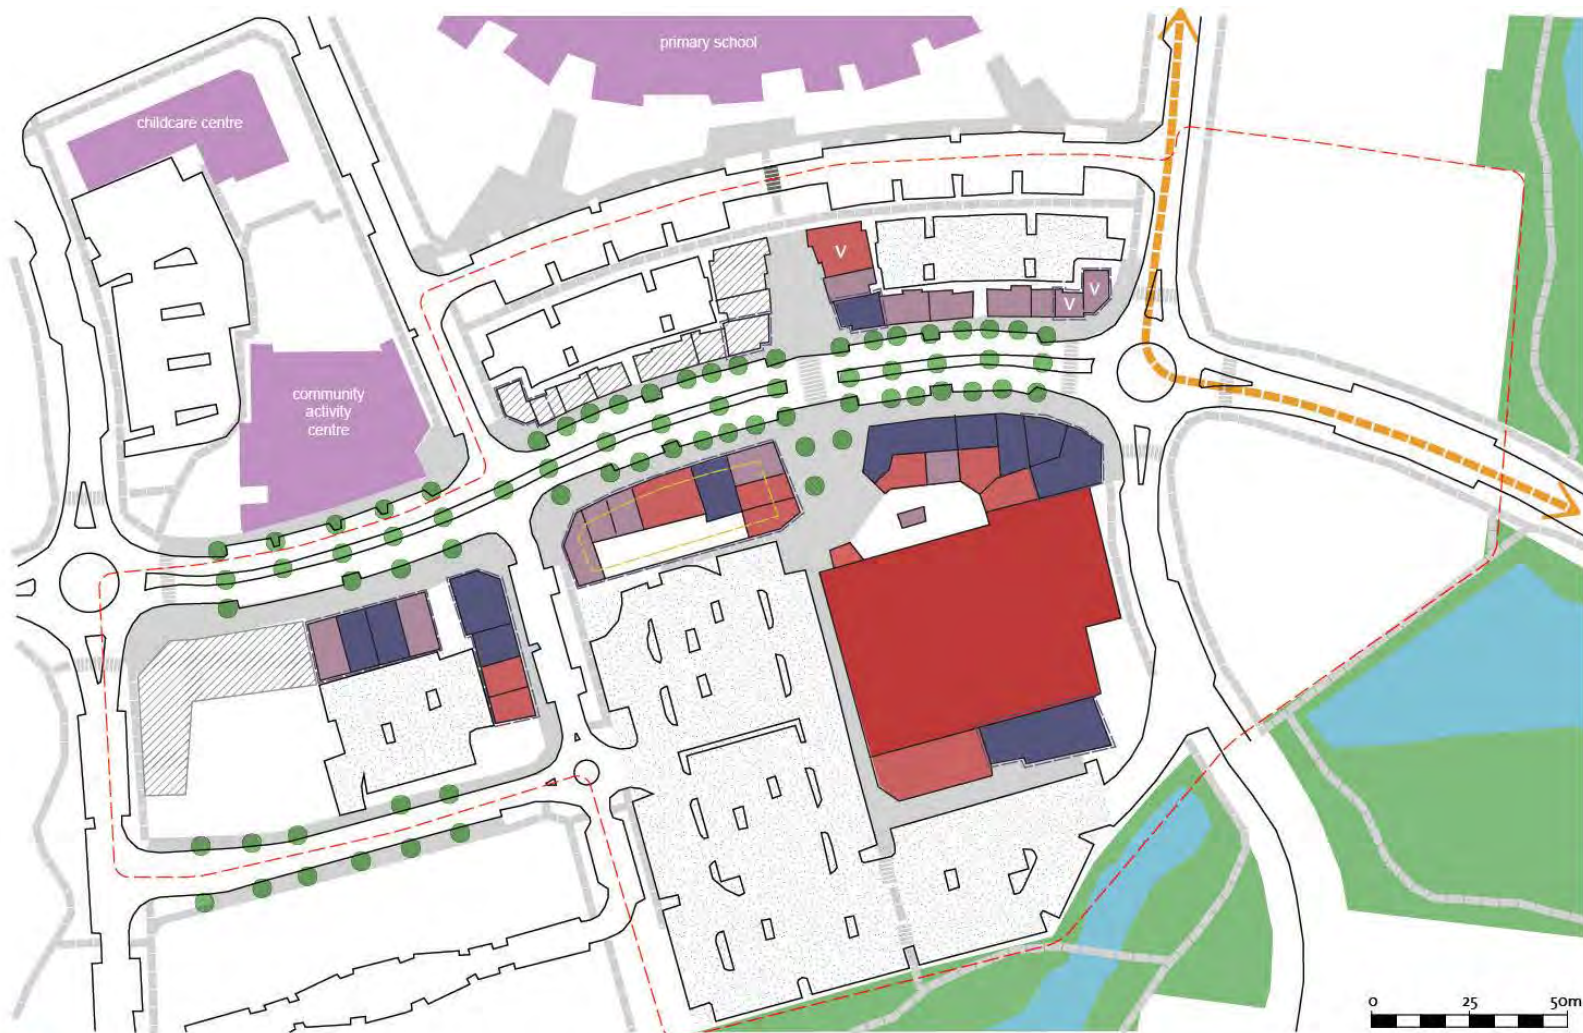 primary school
childcare centre
V
V
V
community
activity
centre
0 25 50m